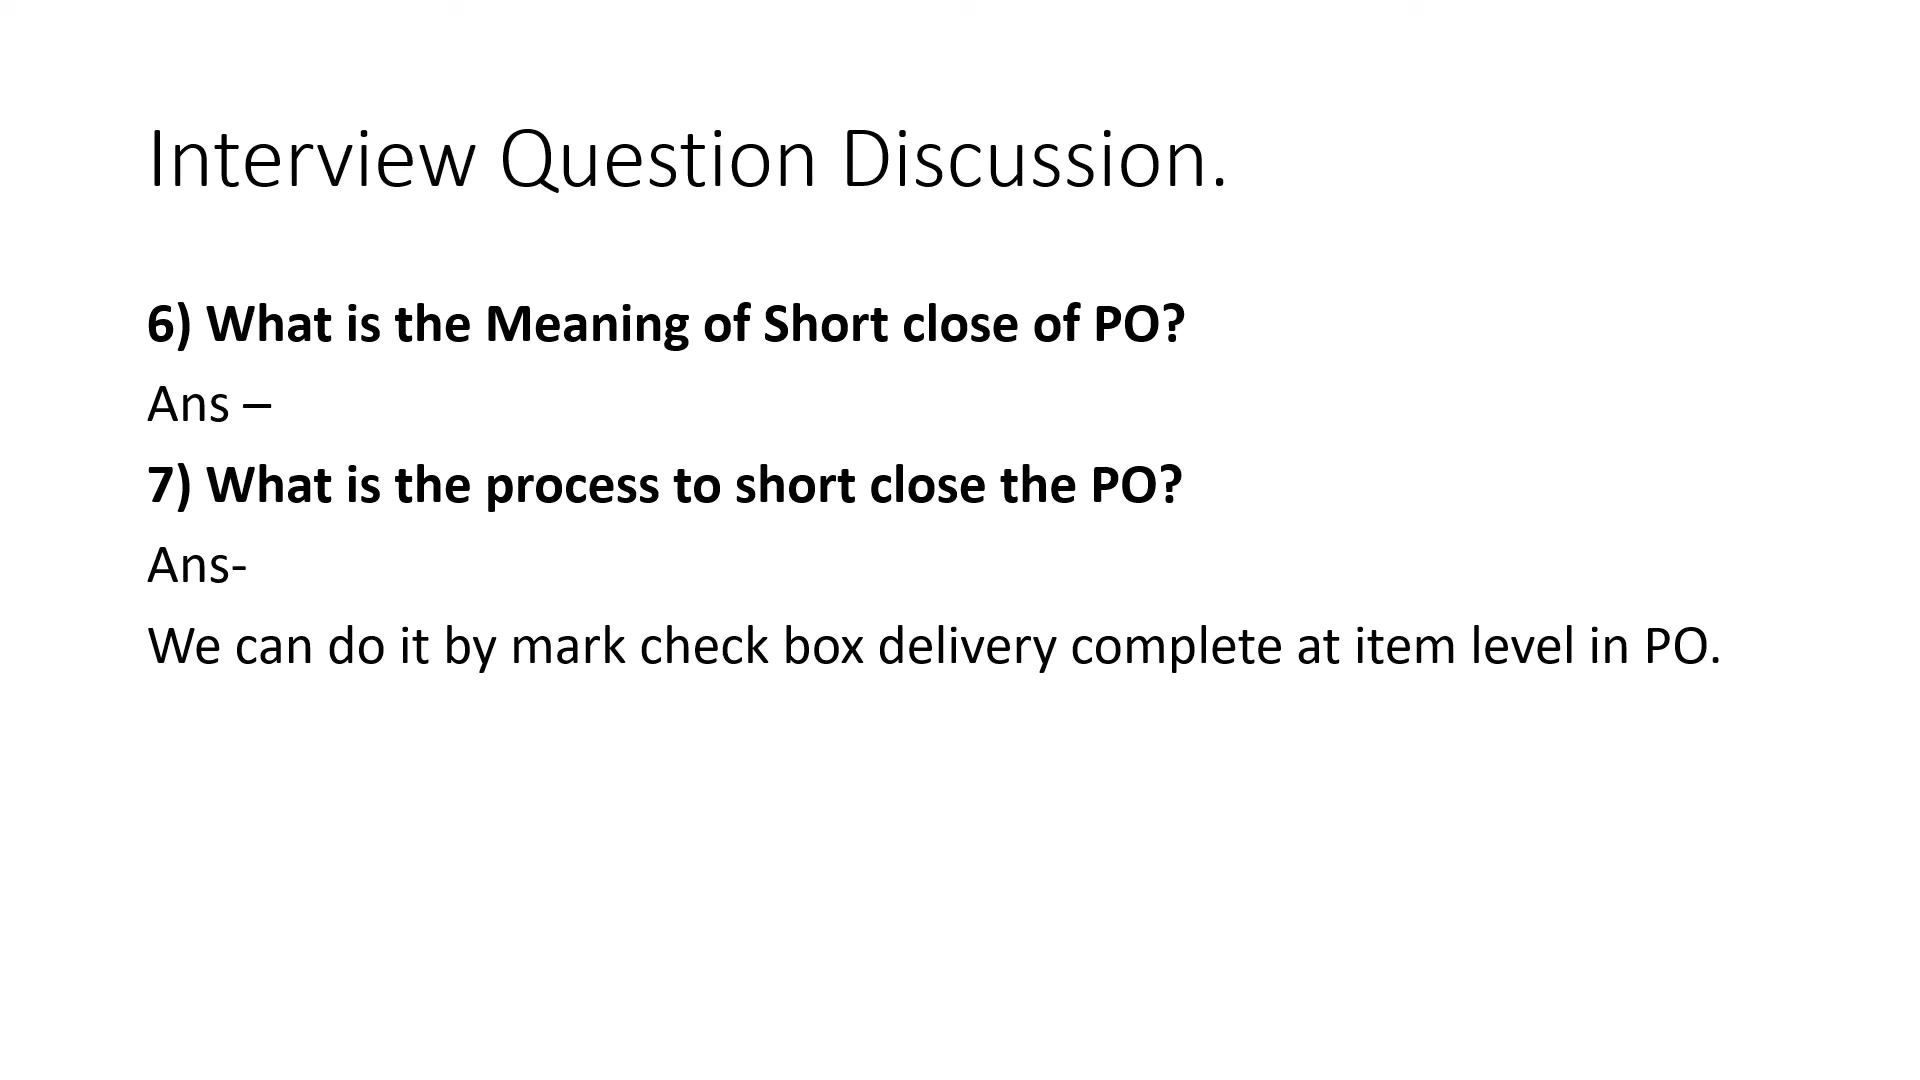 Interview Question Discussion.
6) What is the Meaning of Short close of PO?
Ans –
7) What is the process to short close the PO?
Ans-
We can do it by mark check box delivery complete at item level in PO.